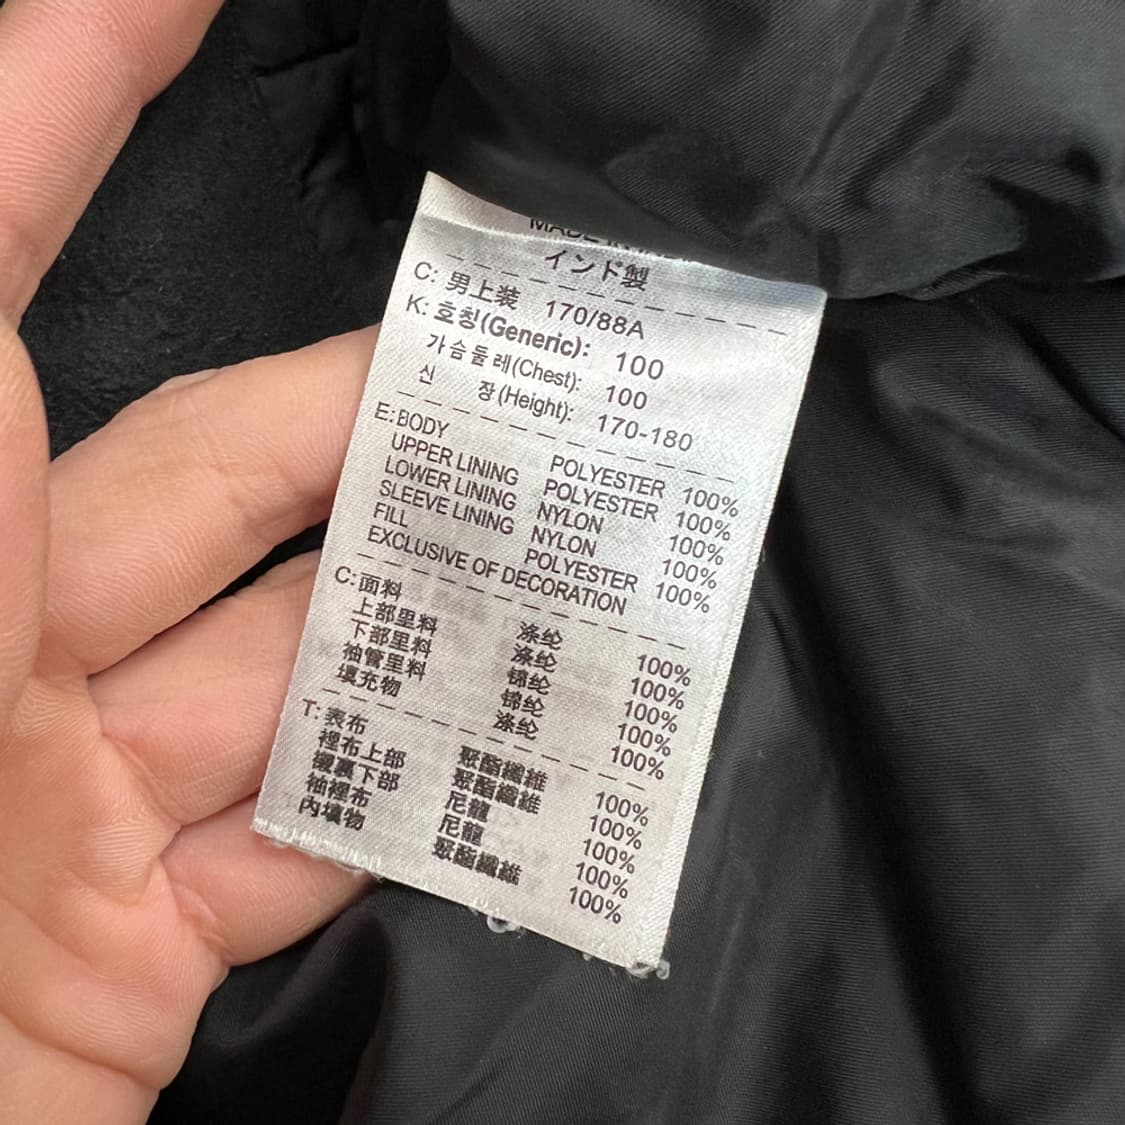 MADE IN
インド製
C: 男上装 170/88A
K: 호칭(Generic): 100
가슴둘레(Chest): 100
신 장(Height): 170-180
E: BODY POLYESTER 100%
UPPER LINING POLYESTER 100%
LOWER LINING NYLON 100%
SLEEVE LINING NYLON 100%
FILL POLYESTER 100%
EXCLUSIVE OF DECORATION
C: 面料 涤纶 100%
上部里料 涤纶 100%
下部里料 锦纶 100%
袖管里料 锦纶 100%
填充物 涤纶 100%
T: 表布 聚酯纖維 100%
裡布上部 聚酯纖維 100%
襯裏下部 尼龍 100%
袖裡布 尼龍 100%
內填物 聚酯纖維 100%